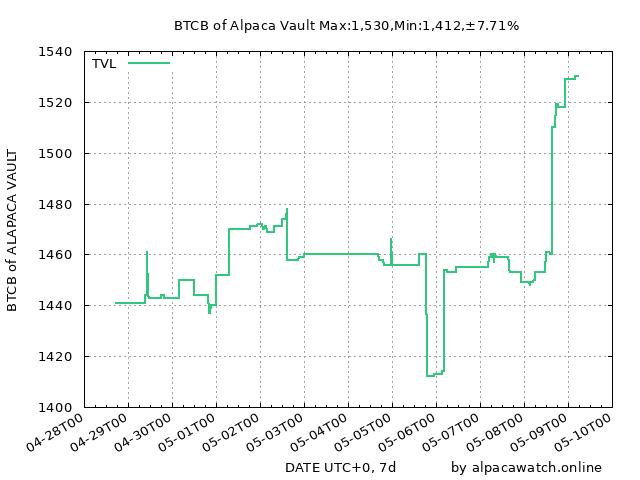 BTCB of Alpaca Vault Max:1,530,Min:1,412,±7.71%
TVL
1540
1520
1500
1480
1460
1440
1420
1400
BTCB of ALAPACA VAULT
04-28T00
04-29T00
04-30T00
05-01T00
05-02T00
05-03T00
05-04T00
05-05T00
05-06T00
05-07T00
05-08T00
05-09T00
05-10T00
DATE UTC+0, 7d
by alpacawatch.online